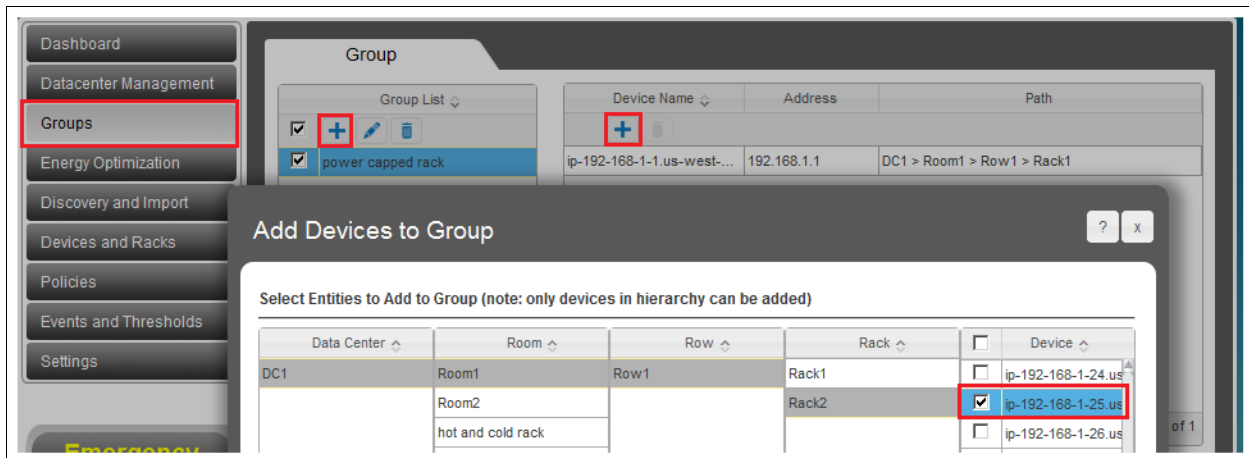 Dashboard
Datacenter Management
Groups
Energy Optimization
Discovery and Import
Devices and Racks
Policies
Events and Thresholds
Settings
Emergency
Group
Group List
power capped rack
Device Name Address Path
ip-192-168-1-1.us-west-... 192.168.1.1 DC1 > Room1 > Row1 > Rack1
of 1
Add Devices to Group
? x
Select Entities to Add to Group (note: only devices in hierarchy can be added)
Data Center Room Row Rack Device
DC1 Room1 Row1 Rack1 ip-192-168-1-24.us
Room2 Rack2 ip-192-168-1-25.us
hot and cold rack ip-192-168-1-26.us